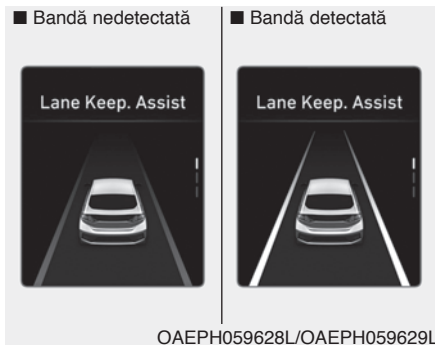 ■ Bandă nedetectată
■ Bandă detectată
Lane Keep. Assist
Lane Keep. Assist
OAEPH059628L/OAEPH059629L